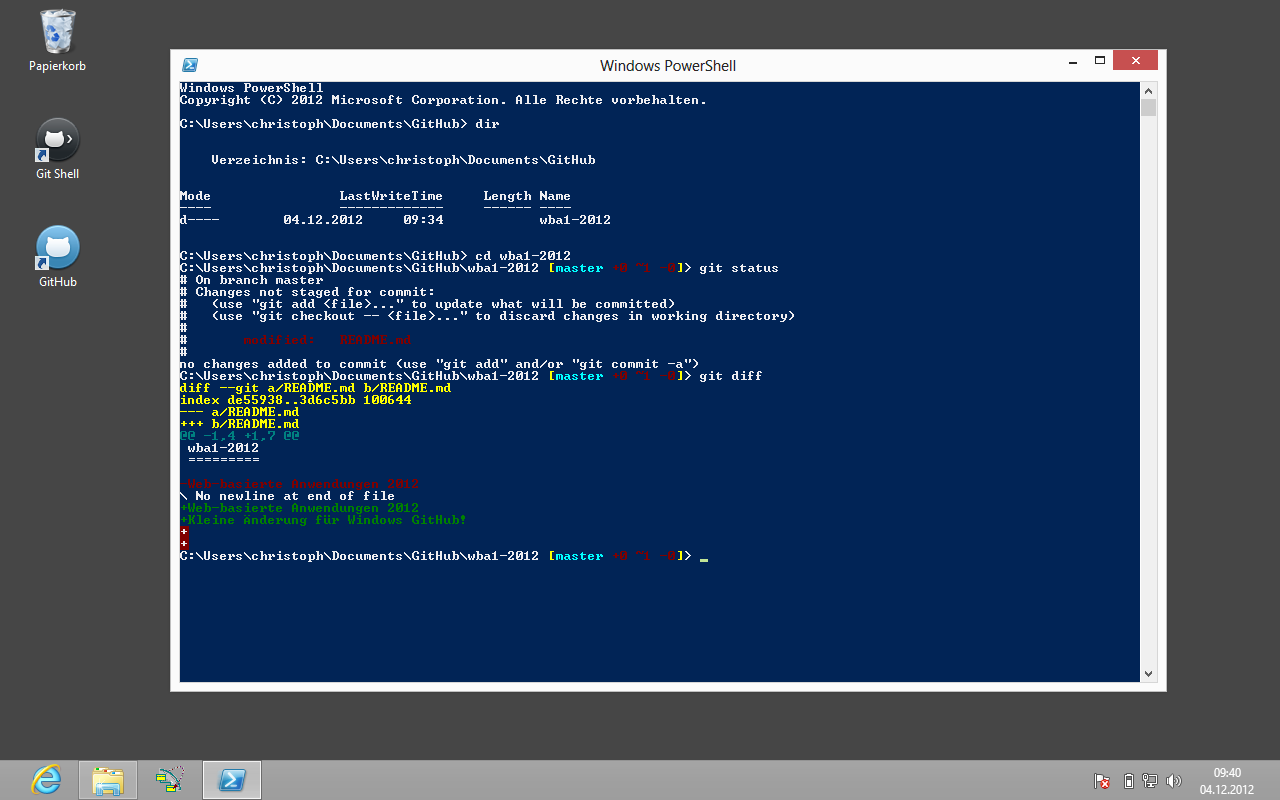 Papierkorb
Git Shell
GitHub
Windows PowerShell
Windows PowerShell
Copyright (C) 2012 Microsoft Corporation. Alle Rechte vorbehalten.
C:\Users\christoph\Documents\GitHub> dir
Verzeichnis: C:\Users\christoph\Documents\GitHub
Mode LastWriteTime Length Name
---- ------------- ------ ----
d---- 04.12.2012 09:34 wba1-2012
C:\Users\christoph\Documents\GitHub> cd wba1-2012
C:\Users\christoph\Documents\GitHub\wba1-2012 [master +0 ~1 -0]> git status
# On branch master
# Changes not staged for commit:
#   (use "git add <file>..." to update what will be committed)
#   (use "git checkout -- <file>..." to discard changes in working directory)
#
#       modified:   README.md
#
no changes added to commit (use "git add" and/or "git commit -a")
C:\Users\christoph\Documents\GitHub\wba1-2012 [master +0 ~1 -0]> git diff
diff --git a/README.md b/README.md
index de55938..3d6c5bb 100644
--- a/README.md
+++ b/README.md
@@ -1,4 +1,7 @@
 wba1-2012
 =========
-Web-basierte Anwendungen 2012
\ No newline at end of file
+Web-basierte Anwendungen 2012
+Kleine Änderung für Windows GitHub!
+
+
C:\Users\christoph\Documents\GitHub\wba1-2012 [master +0 ~1 -0]> _
09:40
04.12.2012